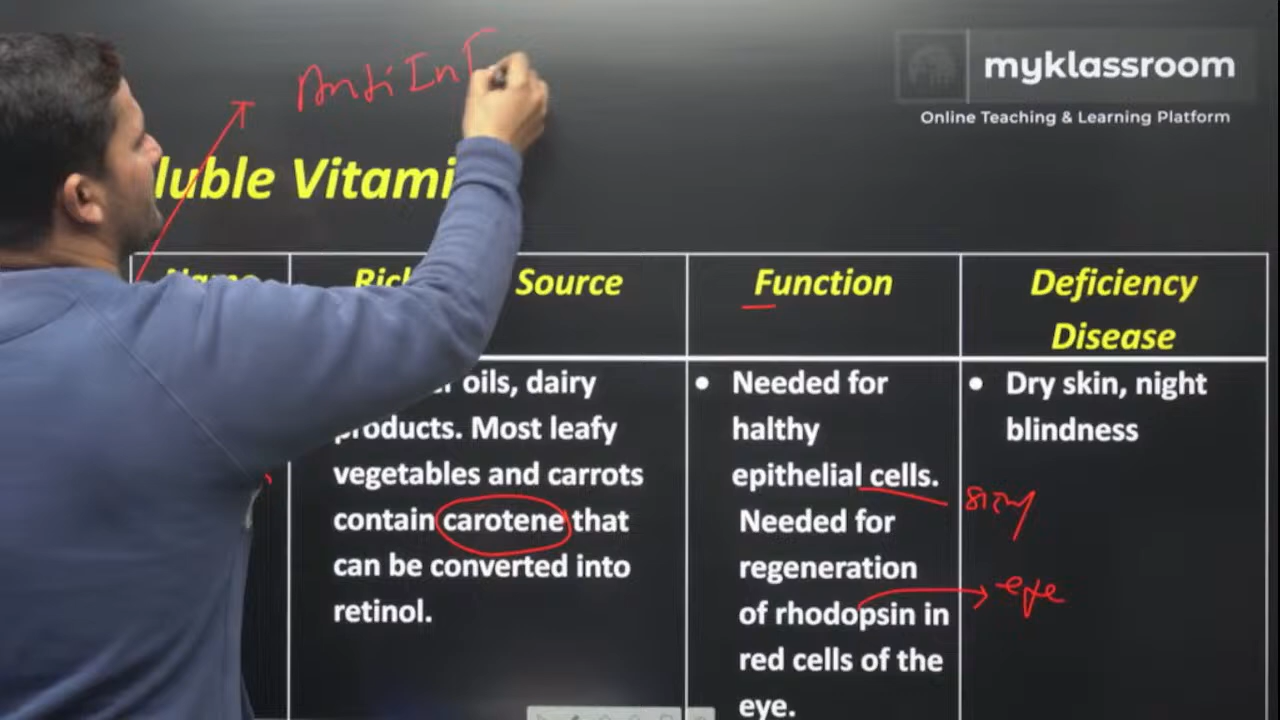 myklassroom
Online Teaching & Learning Platform
Anti Inf
luble Vitami
Name
Rich Source
Function
Deficiency
Disease
oils, dairy
products. Most leafy
vegetables and carrots
contain carotene that
can be converted into
retinol.
Needed for
halthy
epithelial cells.
Needed for
regeneration
of rhodopsin in
red cells of the
eye.
Dry skin, night
blindness
eye